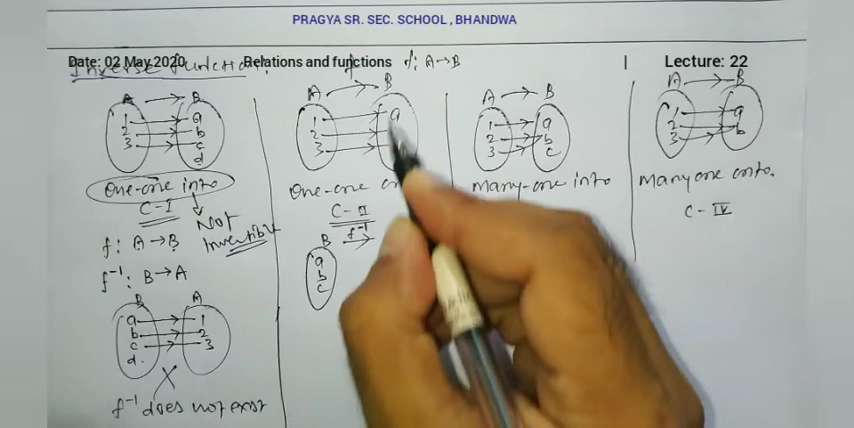 PRAGYA SR. SEC. SCHOOL , BHANDWA
Date: 02 May 2020 Relations and functions | Lecture: 22
Inverse function. f: A→B
A → B
1 a
2 b
3 c
d
One-one into
C-I
Not Invertible
f: A→B
f⁻¹: B→A
B A
a 1
b 2
c 3
d.
f⁻¹ does not exist
A → B
1 a
2
3
One-one
C-II
B f⁻¹ →
a
b
c
A → B
1 a
2 b
3 c
Many-one into
A → B
1 a
2 b
3
Many one onto.
C-IV